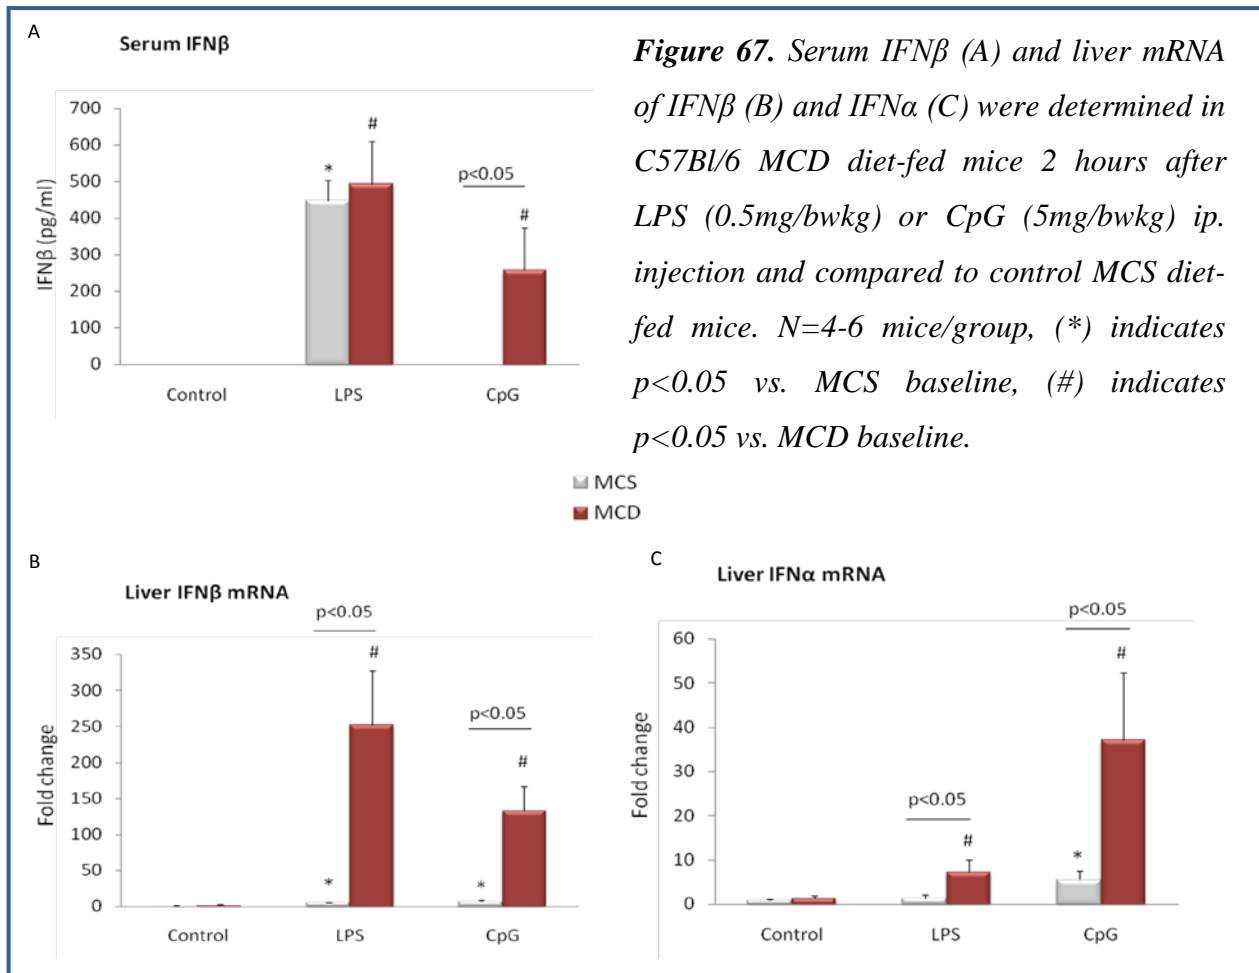 A
Serum IFNβ
IFNβ (pg/ml)
700
600
500
400
300
200
100
0
*
#
p<0.05
#
Control LPS CpG
Figure 67. Serum IFNβ (A) and liver mRNA
of IFNβ (B) and IFNα (C) were determined in
C57Bl/6 MCD diet-fed mice 2 hours after
LPS (0.5mg/bwkg) or CpG (5mg/bwkg) ip.
injection and compared to control MCS diet-
fed mice. N=4-6 mice/group, (*) indicates
p<0.05 vs. MCS baseline, (#) indicates
p<0.05 vs. MCD baseline.
MCS
MCD
B
Liver IFNβ mRNA
Fold change
350
300
250
200
150
100
50
0
p<0.05
#
*
p<0.05
#
*
Control LPS CpG
C
Liver IFNα mRNA
Fold change
60
50
40
30
20
10
0
p<0.05
#
p<0.05
#
*
Control LPS CpG